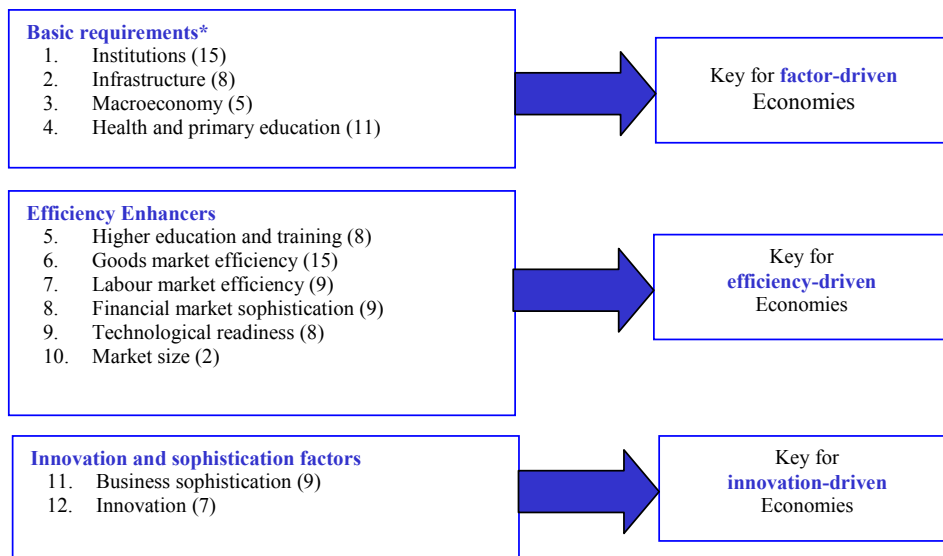 Basic requirements*
1. Institutions (15)
2. Infrastructure (8)
3. Macroeconomy (5)
4. Health and primary education (11)
Key for factor-driven
Economies
Efficiency Enhancers
5. Higher education and training (8)
6. Goods market efficiency (15)
7. Labour market efficiency (9)
8. Financial market sophistication (9)
9. Technological readiness (8)
10. Market size (2)
Key for
efficiency-driven
Economies
Innovation and sophistication factors
11. Business sophistication (9)
12. Innovation (7)
Key for
innovation-driven
Economies